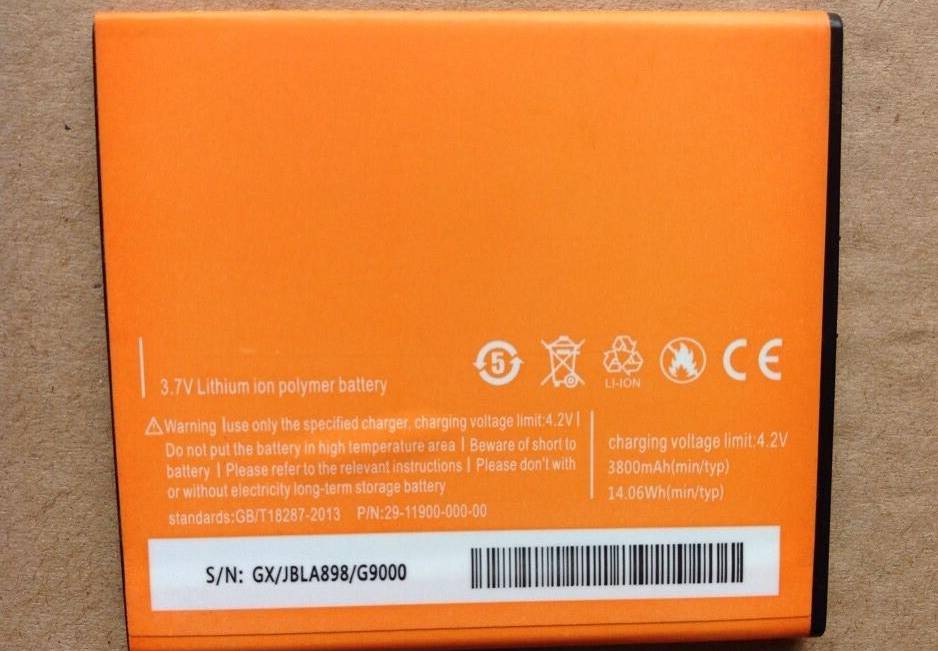 5
LI-ION
CE
3.7V Lithium ion polymer battery
Warning |use only the specified charger, charging voltage limit:4.2V|
Do not put the battery in high temperature area | Beware of short to
battery | Please refer to the relevant instructions | Please don't with
or without electricity long-term storage battery
charging voltage limit:4.2V
3800mAh(min/typ)
14.06Wh(min/typ)
standards:GB/T18287-2013 P/N:29-11900-000-00
S/N: GX/JBLA898/G9000